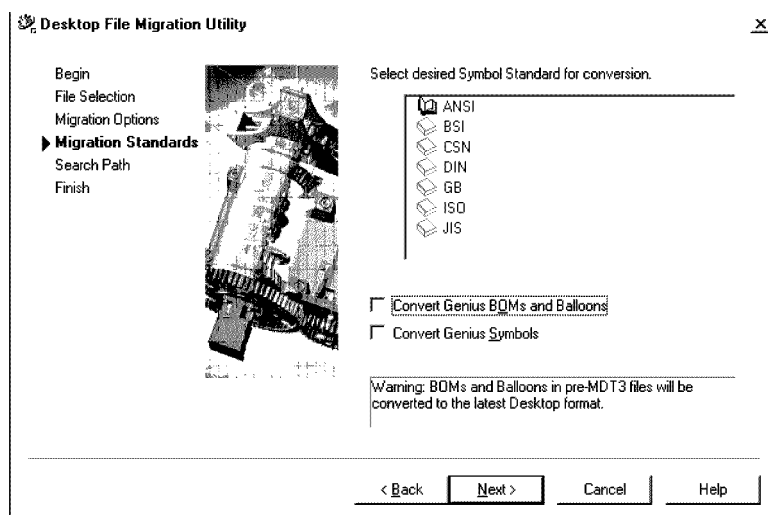 Desktop File Migration Utility
Begin
File Selection
Migration Options
Migration Standards
Search Path
Finish
Select desired Symbol Standard for conversion.
ANSI
BSI
CSN
DIN
GB
ISO
JIS
Convert Genius BOMs and Balloons
Convert Genius Symbols
Warning: BOMs and Balloons in pre-MDT3 files will be
converted to the latest Desktop format.
< Back
Next >
Cancel
Help